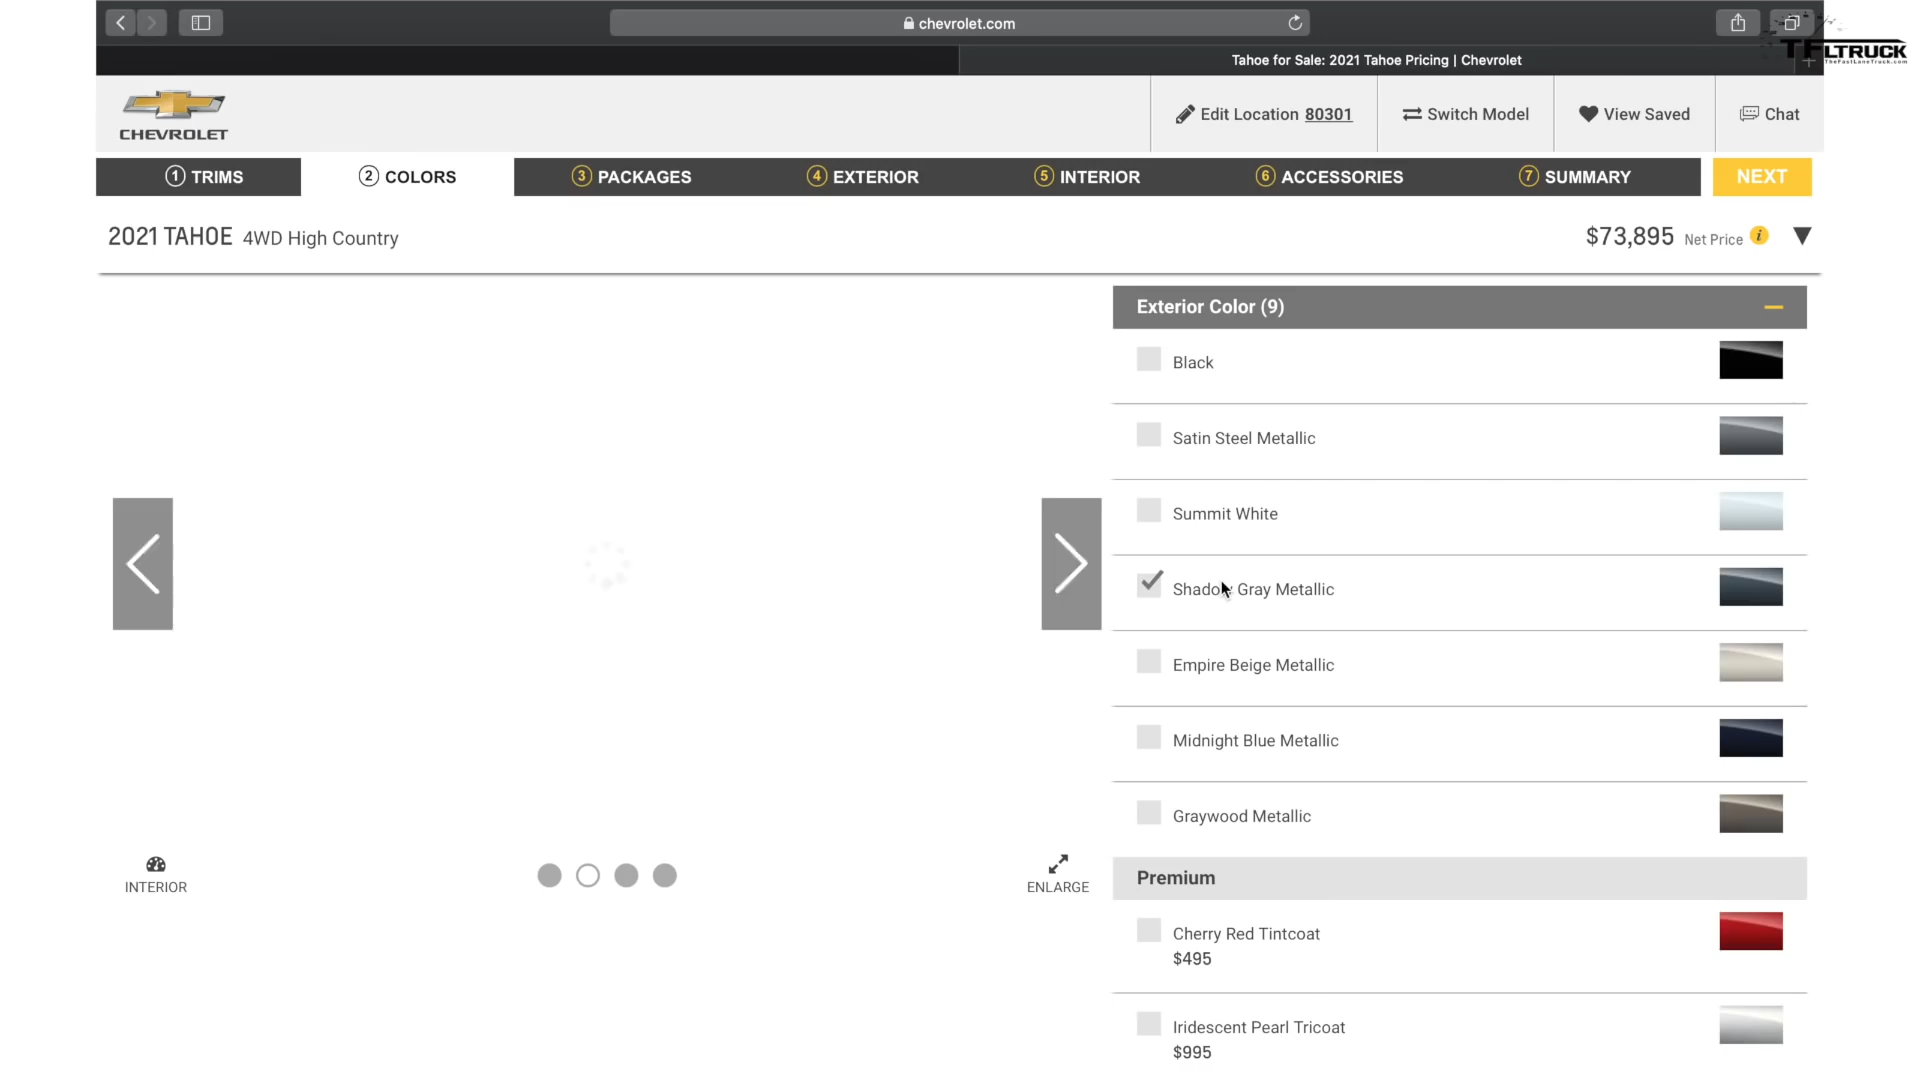 chevrolet.com
TFLTRUCK
TheFastLaneTruck.com
Tahoe for Sale: 2021 Tahoe Pricing | Chevrolet
CHEVROLET
Edit Location 80301
Switch Model
View Saved
Chat
1 TRIMS
2 COLORS
3 PACKAGES
4 EXTERIOR
5 INTERIOR
6 ACCESSORIES
7 SUMMARY
NEXT
2021 TAHOE 4WD High Country
$73,895 Net Price i
Exterior Color (9)
Black
Satin Steel Metallic
Summit White
Shadow Gray Metallic
Empire Beige Metallic
Midnight Blue Metallic
Graywood Metallic
INTERIOR
ENLARGE
Premium
Cherry Red Tintcoat
$495
Iridescent Pearl Tricoat
$995